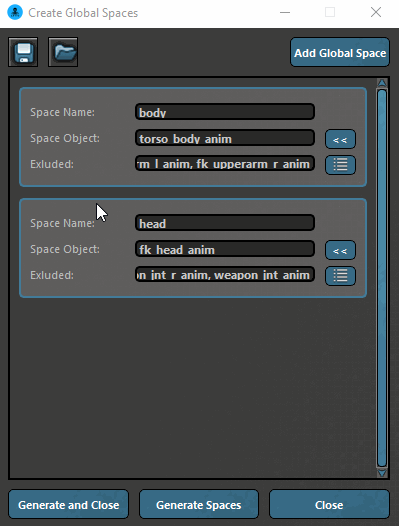 Create Global Spaces
Add Global Space
Space Name: body
Space Object: torso_body_anim <<
Exluded: rm_l_anim, fk_upperarm_r_anim
Space Name: head
Space Object: fk_head_anim <<
Exluded: on_jnt_r_anim, weapon_jnt_anim
Generate and Close Generate Spaces Close